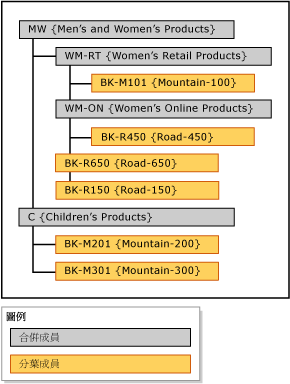 MW {Men's and Women's Products}
WM-RT {Women's Retail Products}
BK-M101 {Mountain-100}
WM-ON {Women's Online Products}
BK-R450 {Road-450}
BK-R650 {Road-650}
BK-R150 {Road-150}
C {Children's Products}
BK-M201 {Mountain-200}
BK-M301 {Mountain-300}
圖例
合併成員
分葉成員